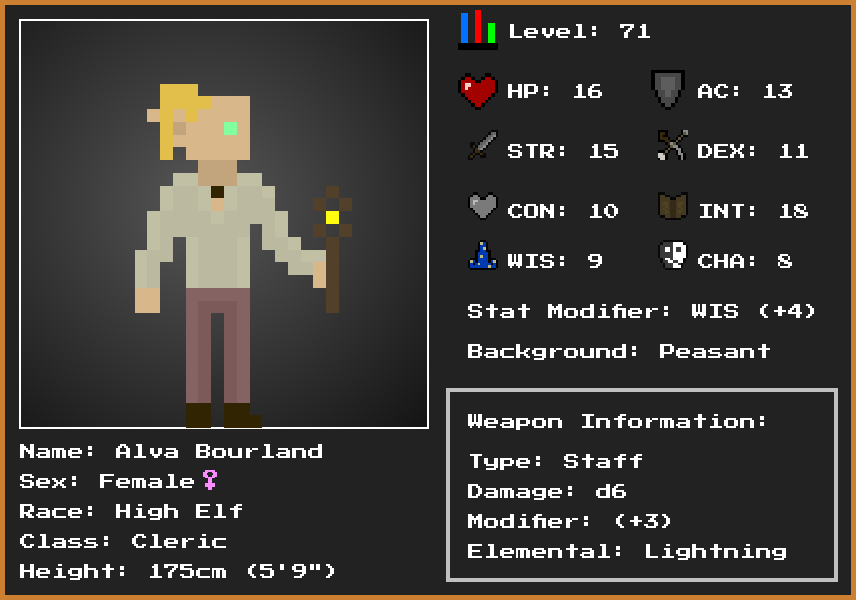 Level: 71
HP: 16
AC: 13
STR: 15
DEX: 11
CON: 10
INT: 18
WIS: 9
CHA: 8
Stat Modifier: WIS (+4)
Background: Peasant
Weapon Information:
Type: Staff
Damage: d6
Modifier: (+3)
Elemental: Lightning
Name: Alva Bourland
Sex: Female♀
Race: High Elf
Class: Cleric
Height: 175cm (5'9")